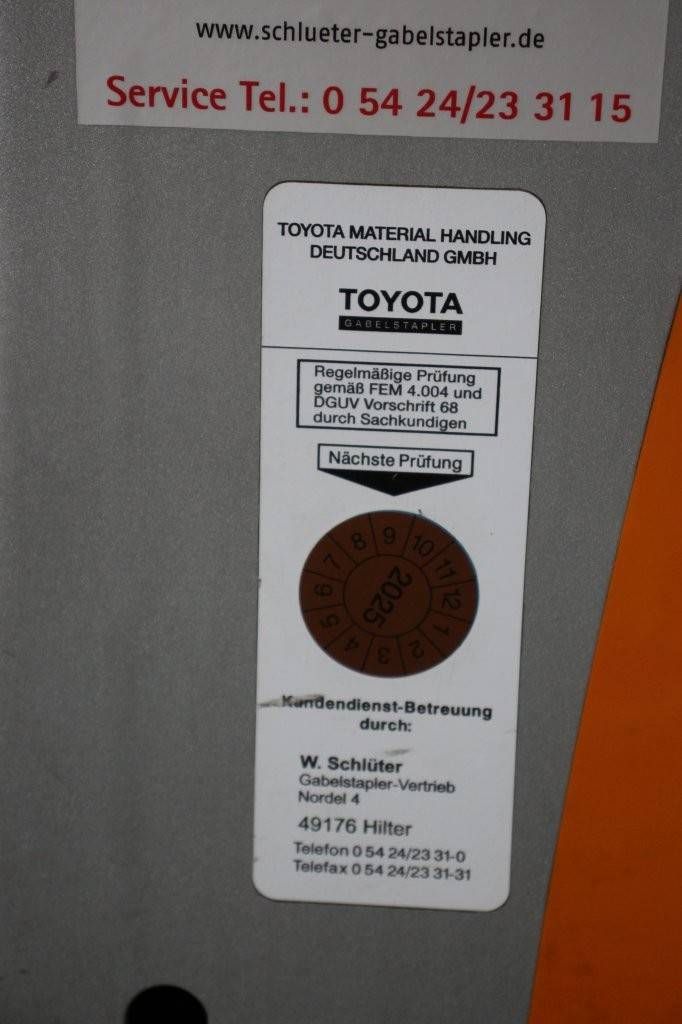 www.schlueter-gabelstapler.de
Service Tel.: 0 54 24/23 31 15
TOYOTA MATERIAL HANDLING
DEUTSCHLAND GMBH
TOYOTA
GABELSTAPLER
Regelmäßige Prüfung
gemäß FEM 4.004 und
DGUV Vorschrift 68
durch Sachkundigen
Nächste Prüfung
1 2 3 4 5 6 7 8 9 10 11 12
2025
Kundendienst-Betreuung
durch:
W. Schlüter
Gabelstapler-Vertrieb
Nordel 4
49176 Hilter
Telefon 0 54 24/23 31-0
Telefax 0 54 24/23 31-31